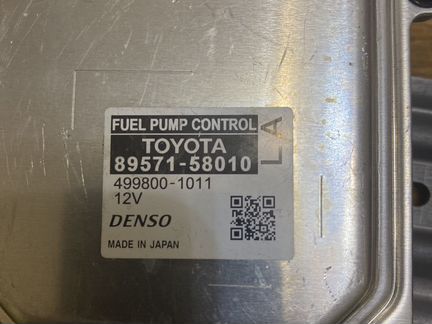 FUEL PUMP CONTROL
TOYOTA
89571-58010
LA
499800-1011
12V
DENSO
MADE IN JAPAN